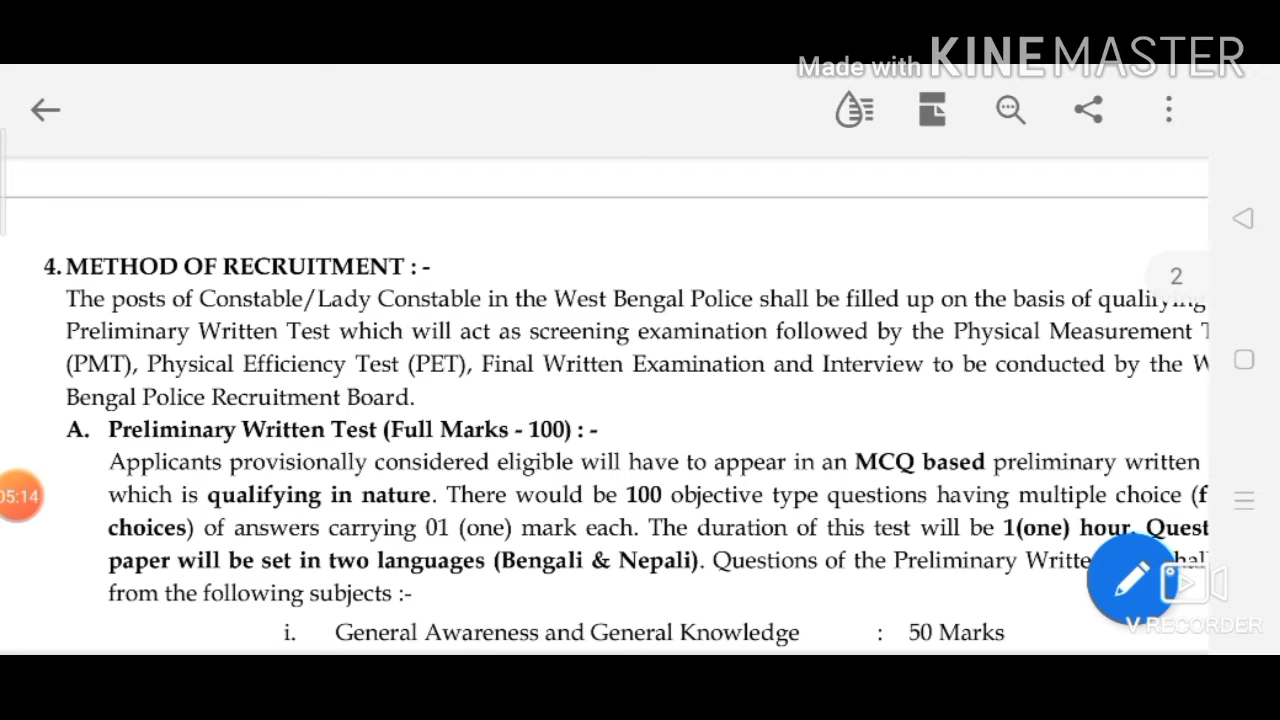 Made with KINEMASTER
4. METHOD OF RECRUITMENT : -
2
The posts of Constable/Lady Constable in the West Bengal Police shall be filled up on the basis of qualifying
Preliminary Written Test which will act as screening examination followed by the Physical Measurement
(PMT), Physical Efficiency Test (PET), Final Written Examination and Interview to be conducted by the
Bengal Police Recruitment Board.
A. Preliminary Written Test (Full Marks - 100) : -
Applicants provisionally considered eligible will have to appear in an MCQ based preliminary written
05:14
which is qualifying in nature. There would be 100 objective type questions having multiple choice (
choices) of answers carrying 01 (one) mark each. The duration of this test will be 1(one) hour. Quest
paper will be set in two languages (Bengali & Nepali). Questions of the Preliminary Writte
from the following subjects :-
V RECORDER
i. General Awareness and General Knowledge : 50 Marks